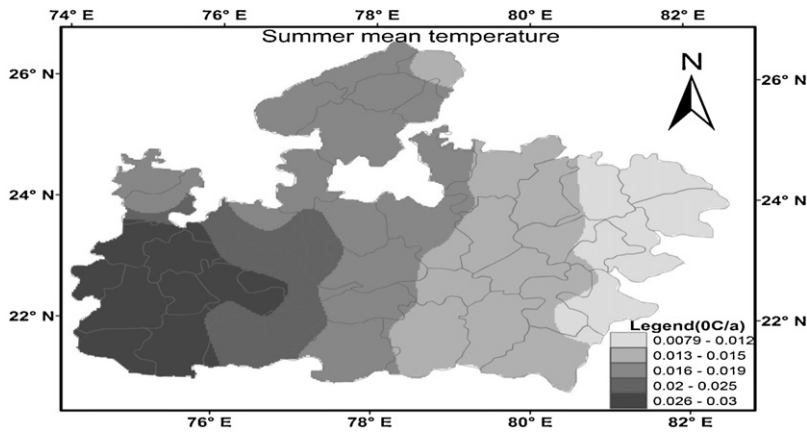 74° E 76° E 78° E 80° E 82° E
Summer mean temperature
26° N 26° N
N
24° N 24° N
22° N 22° N
Legend(0C/a)
0.0079 - 0.012
0.013 - 0.015
0.016 - 0.019
0.02 - 0.025
0.026 - 0.03
76° E 78° E 80° E 82° E